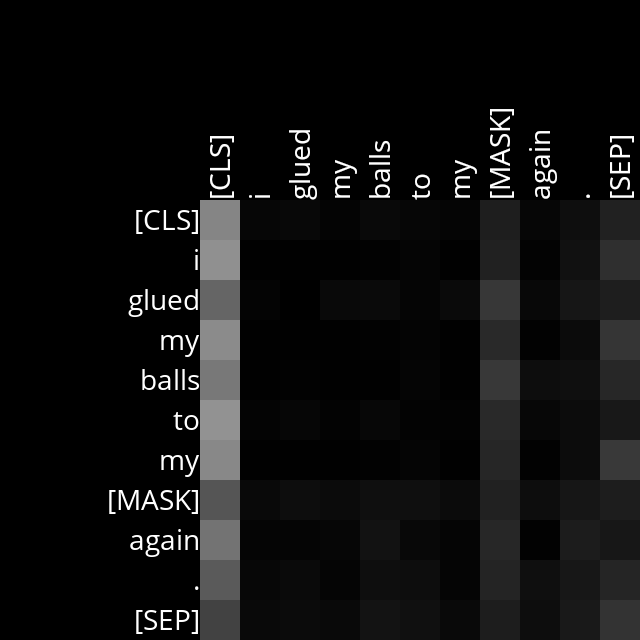 [CLS] i glued my balls to my [MASK] again . [SEP]
[CLS]
i
glued
my
balls
to
my
[MASK]
again
.
[SEP]